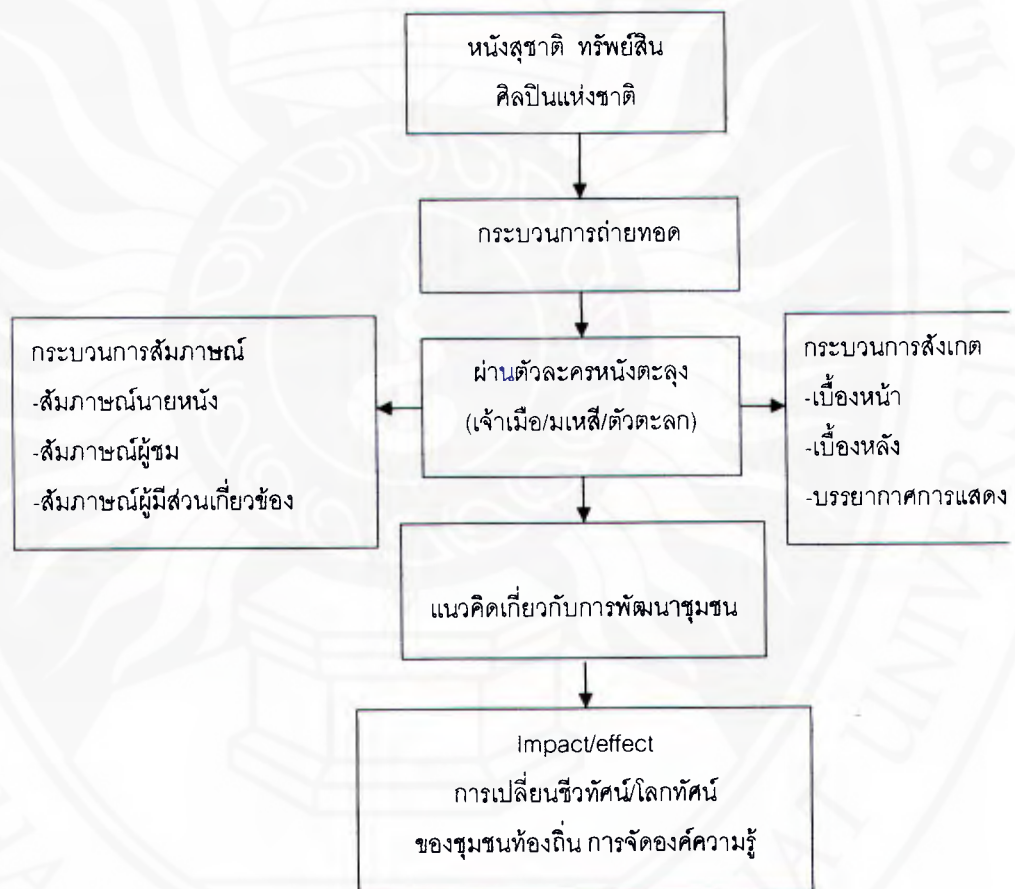 หนังสุชาติ ทรัพย์สิน
ศิลปินแห่งชาติ
กระบวนการถ่ายทอด
กระบวนการสัมภาษณ์
-สัมภาษณ์นายหนัง
-สัมภาษณ์ผู้ชม
-สัมภาษณ์ผู้มีส่วนเกี่ยวข้อง
ผ่านตัวละครหนังตะลุง
(เจ้าเมือ/มเหสี/ตัวตะลก)
กระบวนการสังเกต
-เบื้องหน้า
-เบื้องหลัง
-บรรยากาศการแสดง
แนวคิดเกี่ยวกับการพัฒนาชุมชน
Impact/effect
การเปลี่ยนชีวทัศน์/โลกทัศน์
ของชุมชนท้องถิ่น การจัดองค์ความรู้